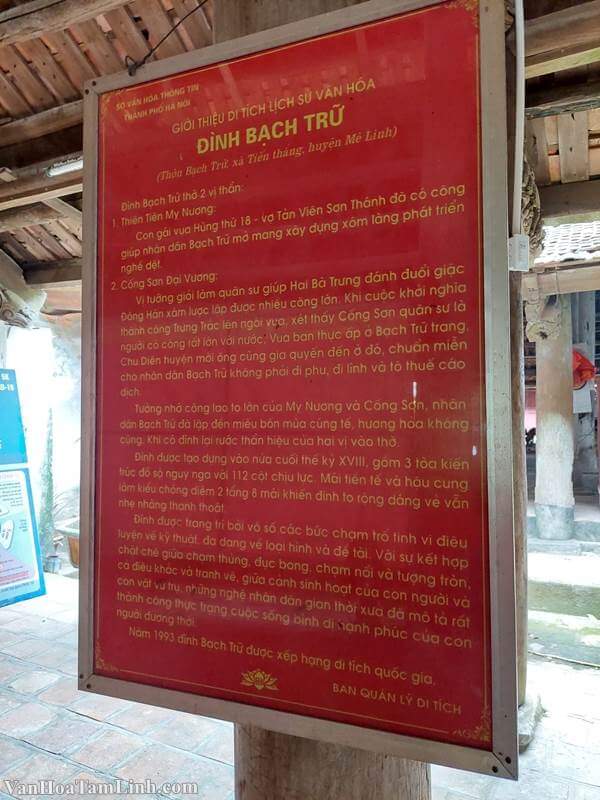 SỞ VĂN HÓA THÔNG TIN
THÀNH PHỐ HÀ NỘI
GIỚI THIỆU DI TÍCH LỊCH SỬ VĂN HÓA
ĐÌNH BẠCH TRỮ
(Thôn Bạch Trữ, xã Tiến thắng, huyện Mê Linh)
Đình Bạch Trữ thờ 2 vị thần:
1. Thiên Tiên My Nương:
Con gái vua Hùng thứ 18 - vợ Tản Viên Sơn Thánh đã có công
giúp nhân dân Bạch Trữ mở mang xây dựng xóm làng phát triển
nghề dệt.
2. Cống Sơn Đại Vương:
Vị tướng giỏi làm quân sư giúp Hai Bà Trưng đánh đuổi giặc
Đông Hán xâm lược lập được nhiều công lớn. Khi cuộc khởi nghĩa
thành công Trưng Trắc lên ngôi vua, xét thấy Cống Sơn quân sư là
người có công rất lớn với nước; Vua ban thực ấp ở Bạch Trữ trang,
Chu Diên huyện mời ông cùng gia quyến đến ở đó, chuẩn miễn
cho nhân dân Bạch Trữ không phải đi phu, đi lính và tô thuế các
dịch.
Tưởng nhớ công lao to lớn của My Nương và Cống Sơn, nhân
dân Bạch Trữ đã lập đền miếu bốn mùa cúng tế, hương hỏa không
cùng. Khi có đình lại rước thần hiệu của hai vị vào thờ.
Đình được tạo dựng vào nửa cuối thế kỷ XVIII, gồm 3 tòa kiến
trúc đồ sộ nguy nga với 112 cột chịu lực. Mái tiền tế và hậu cung
làm kiểu chồng diêm 2 tầng 8 mái khiến đình to rộng dáng vẻ vẫn
nhẹ nhàng thanh thoát.
Đình được trang trí bởi vô số các bức chạm trổ tinh vi điêu
luyện về kỹ thuật, đa dạng về loại hình và đề tài. Với sự kết hợp
chặt chẽ giữa chạm thủng, đục bong, chạm nổi và tượng tròn,
cả điêu khắc và tranh vẽ, giữa cảnh sinh hoạt của con người và
con vật vũ trụ, những nghệ nhân dân gian thời xưa đã mô tả rất
thành công thực trạng cuộc sống bình dị hạnh phúc của con
người đương thời.
Năm 1993 đình Bạch Trữ được xếp hạng di tích quốc gia.
BAN QUẢN LÝ DI TÍCH
VanHoaTamLinh.com